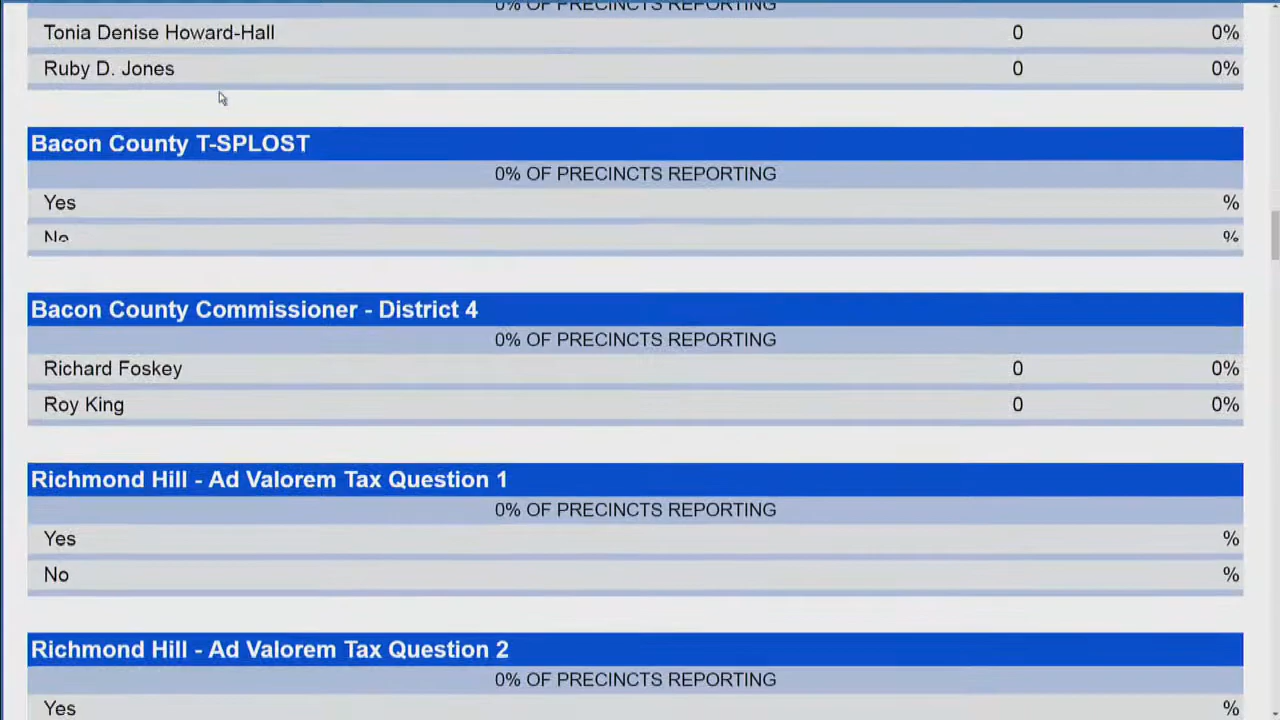 0% OF PRECINCTS REPORTING
Tonia Denise Howard-Hall 0 0%
Ruby D. Jones 0 0%
Bacon County T-SPLOST
0% OF PRECINCTS REPORTING
Yes %
No %
Bacon County Commissioner - District 4
0% OF PRECINCTS REPORTING
Richard Foskey 0 0%
Roy King 0 0%
Richmond Hill - Ad Valorem Tax Question 1
0% OF PRECINCTS REPORTING
Yes %
No %
Richmond Hill - Ad Valorem Tax Question 2
0% OF PRECINCTS REPORTING
Yes %